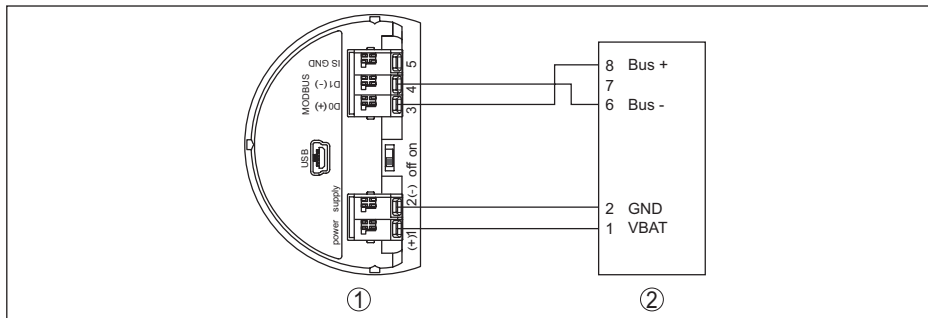 MODBUS
IS GND
D1(-)
D0(+)
5
4
3
USB
off on
power supply
2(-)
(+)1
8 Bus +
7
6 Bus -
2 GND
1 VBAT
①
②